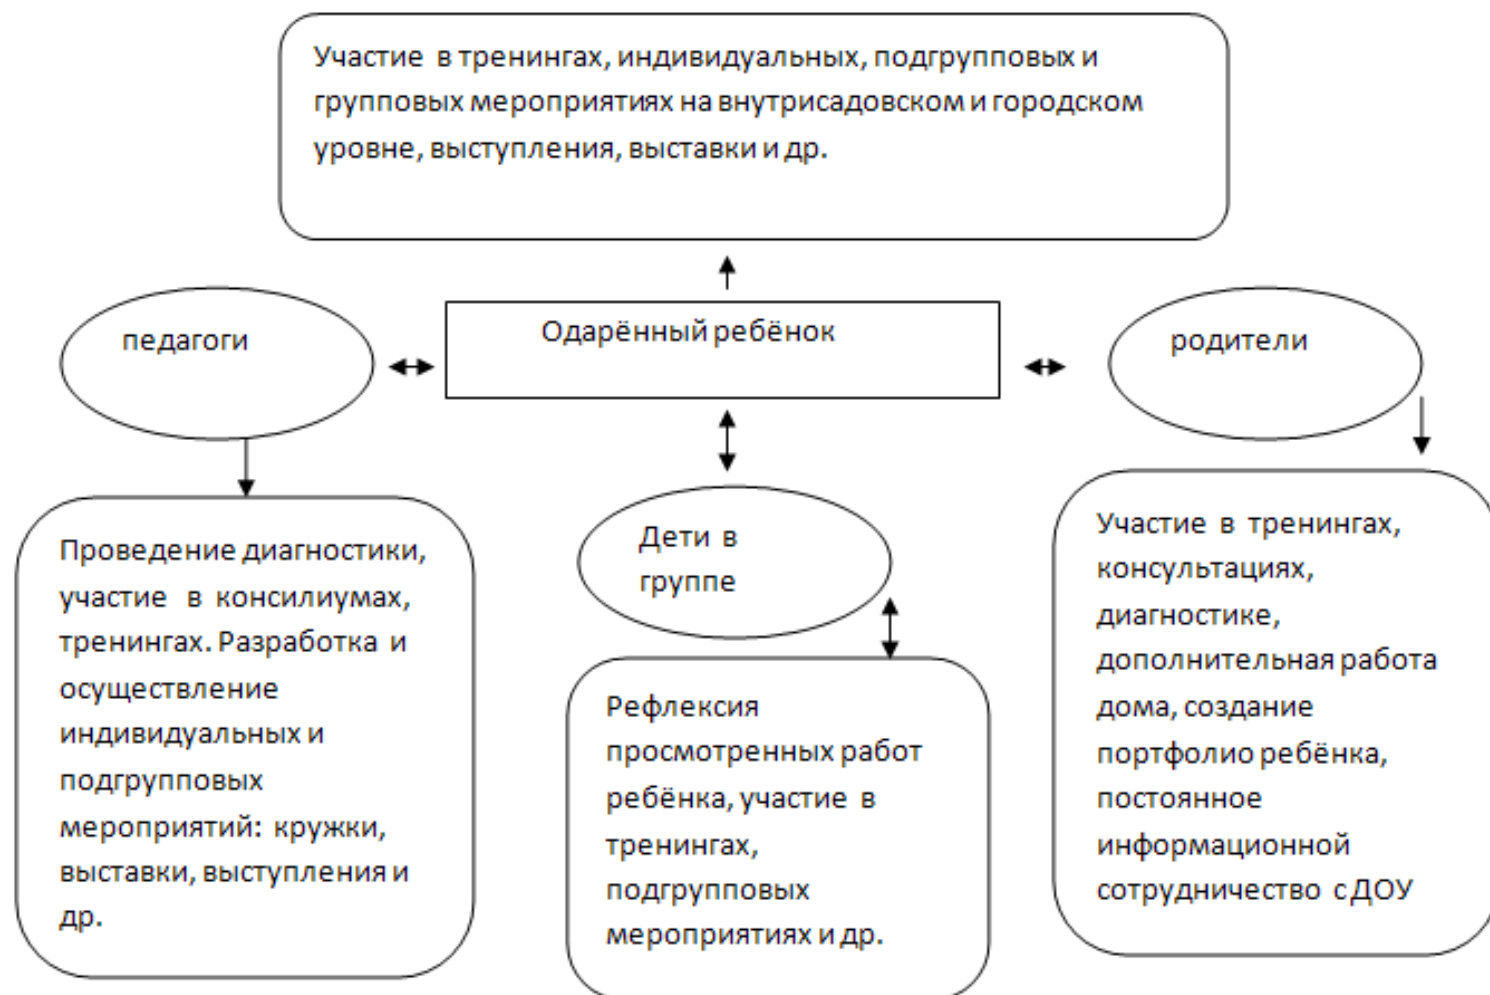 Участие в тренингах, индивидуальных, подгрупповых и
групповых мероприятиях на внутрисадовском и городском
уровне, выступления, выставки и др.
педагоги
Одарённый ребёнок
родители
Проведение диагностики,
участие в консилиумах,
тренингах. Разработка и
осуществление
индивидуальных и
подгрупповых
мероприятий: кружки,
выставки, выступления и
др.
Дети в
группе
Рефлексия
просмотренных работ
ребёнка, участие в
тренингах,
подгрупповых
мероприятиях и др.
Участие в тренингах,
консультациях,
диагностике,
дополнительная работа
дома, создание
портфолио ребёнка,
постоянное
информационной
сотрудничество с ДОУ